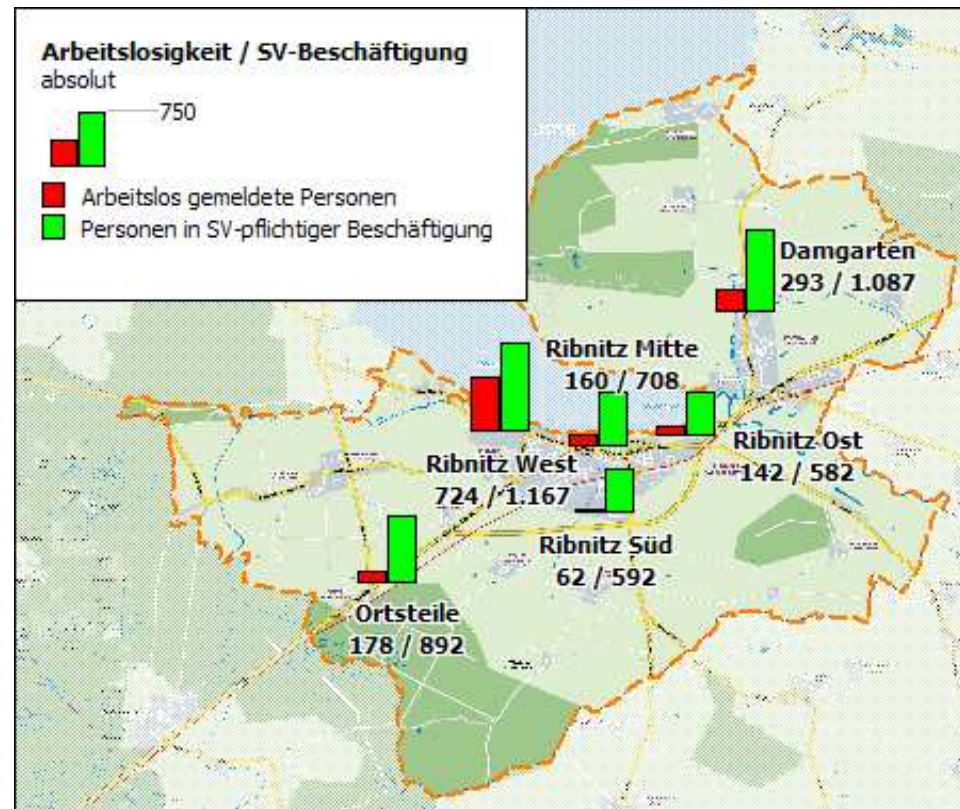 Arbeitslosigkeit / SV-Beschäftigung
absolut
750
Arbeitslos gemeldete Personen
Personen in SV-pflichtiger Beschäftigung
Damgarten
293 / 1.087
Ribnitz Mitte
160 / 708
Ribnitz Ost
142 / 582
Ribnitz West
724 / 1.167
Ribnitz Süd
62 / 592
Ortsteile
178 / 892